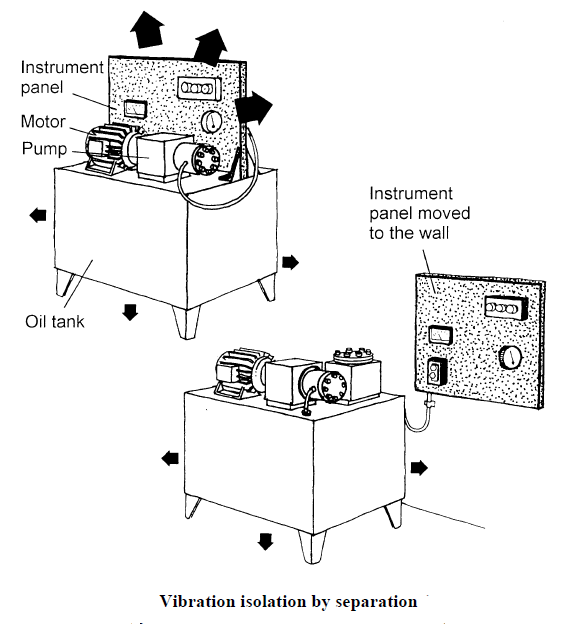 Instrument
panel
Motor
Pump
Oil tank
Instrument
panel moved
to the wall
Vibration isolation by separation